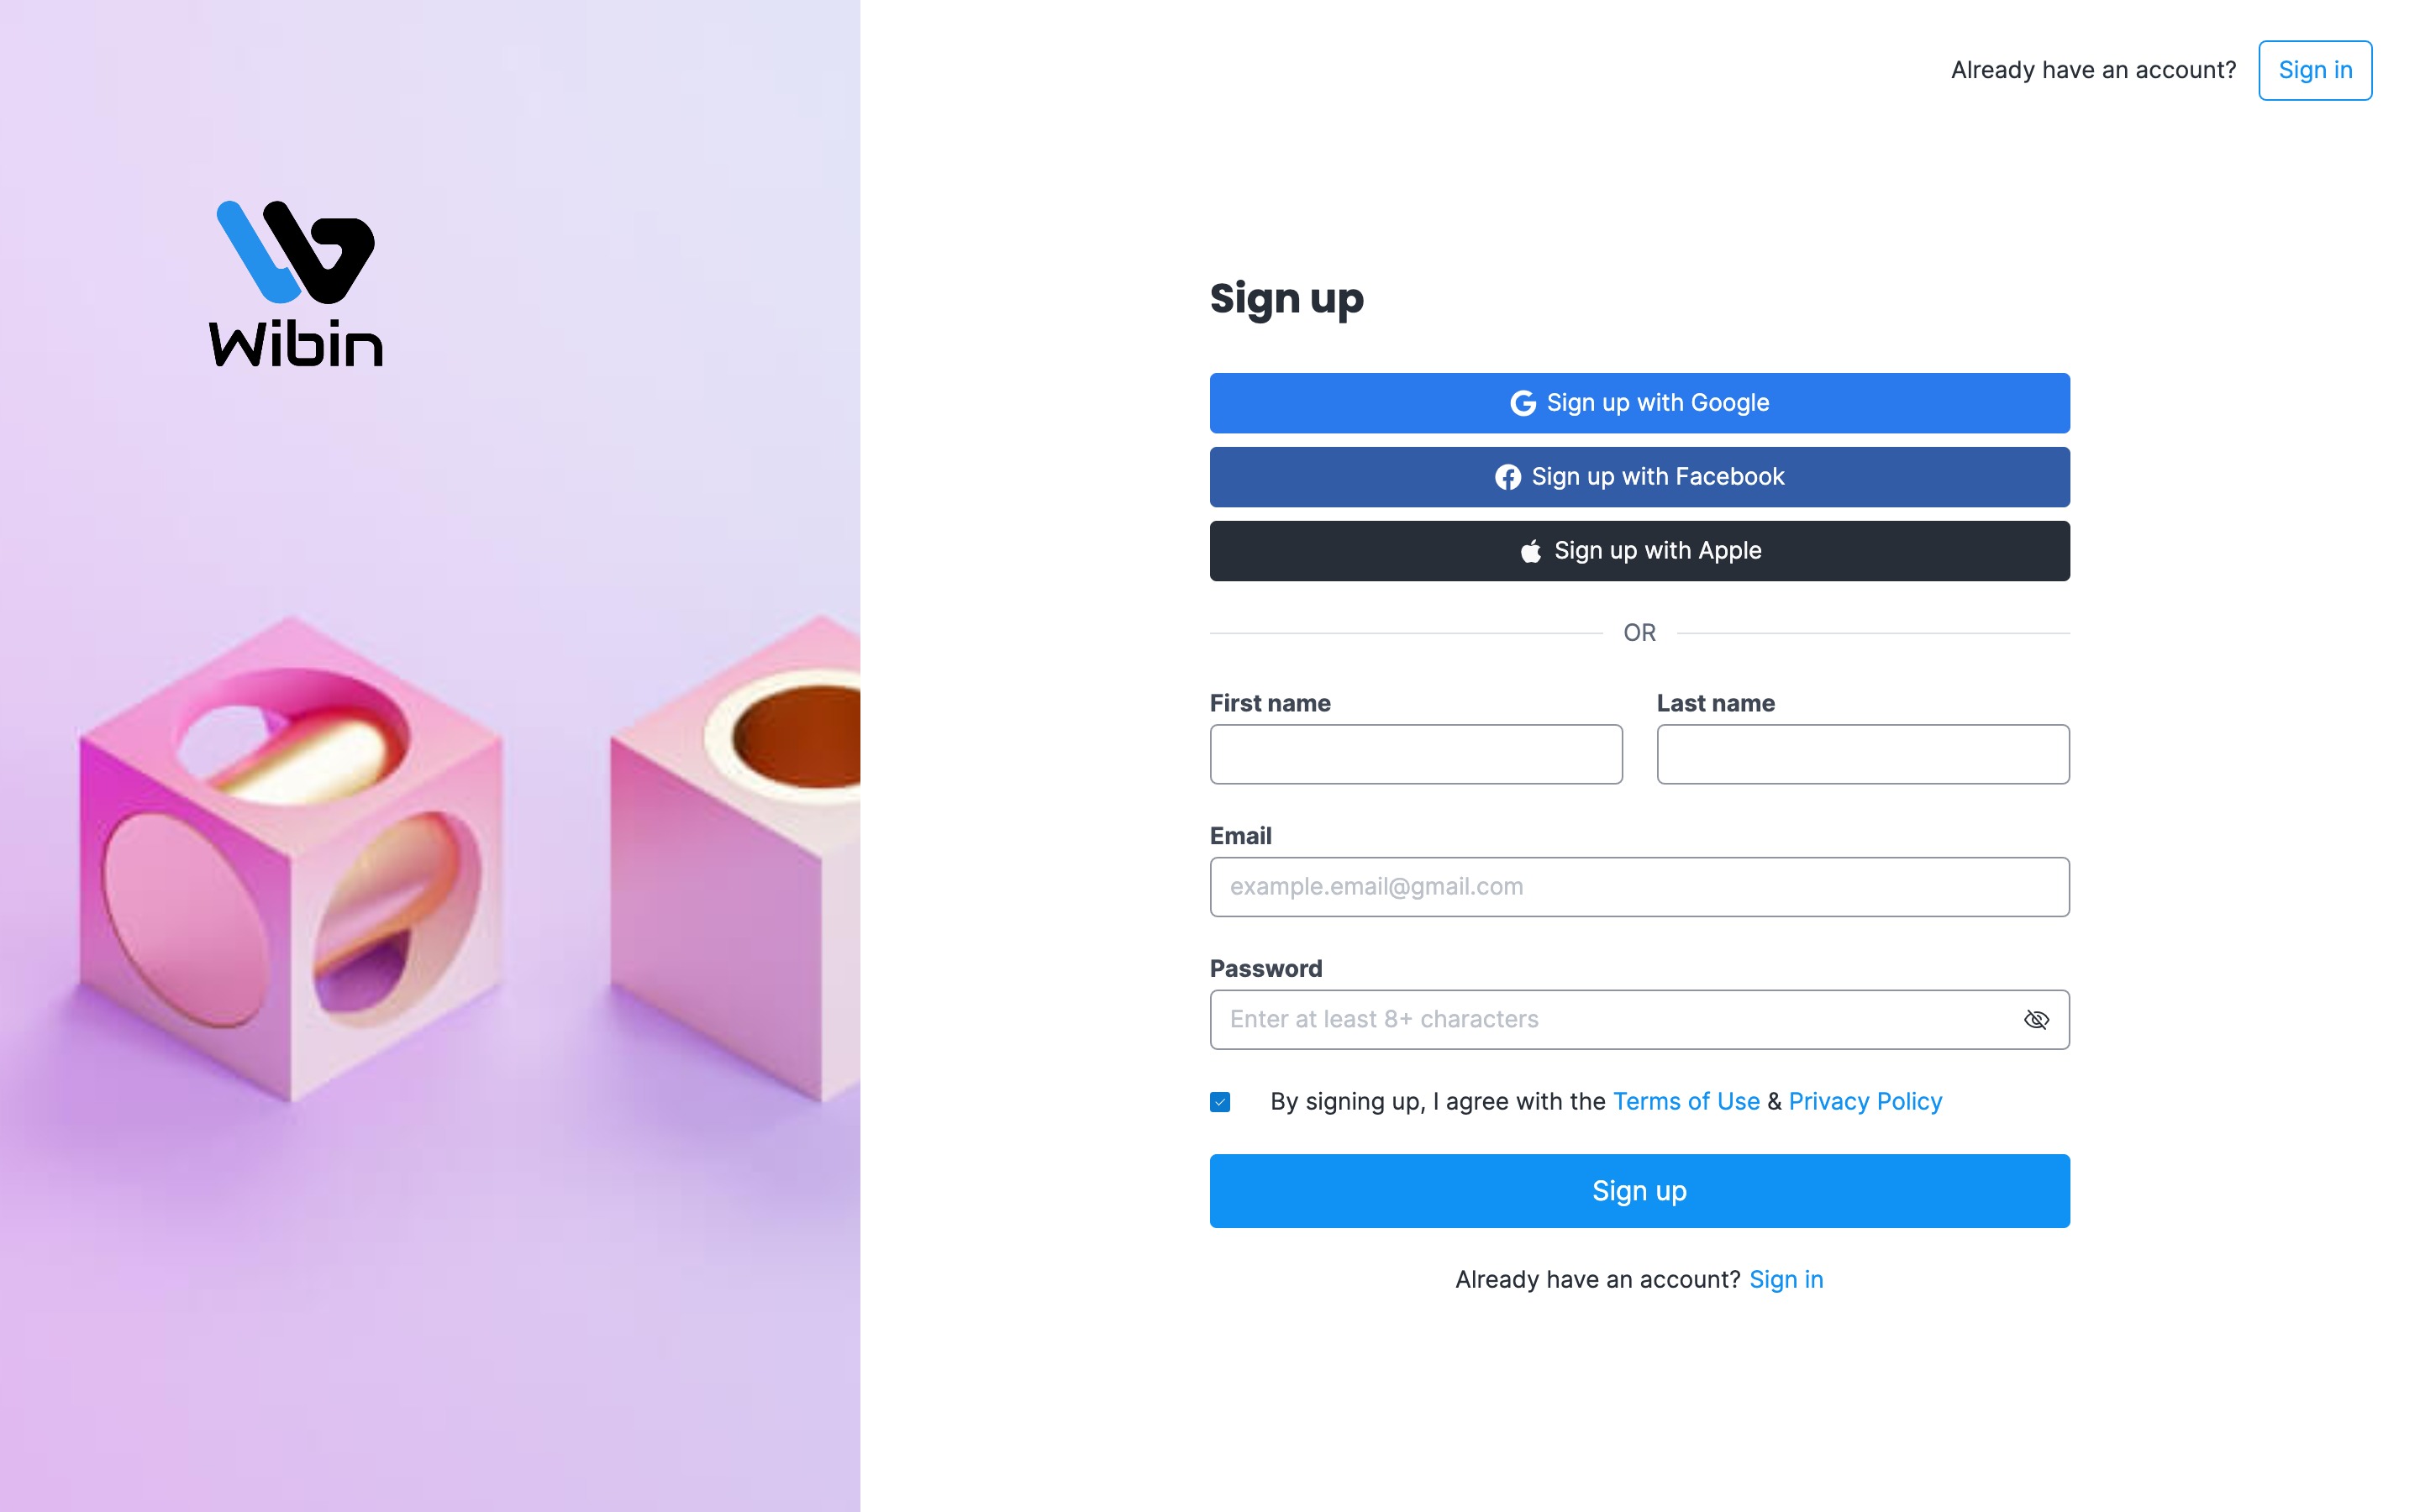 Already have an account? Sign in
Wibin
Sign up
Sign up with Google
Sign up with Facebook
Sign up with Apple
OR
First name Last name
Email
example.email@gmail.com
Password
Enter at least 8+ characters
By signing up, I agree with the Terms of Use & Privacy Policy
Sign up
Already have an account? Sign in